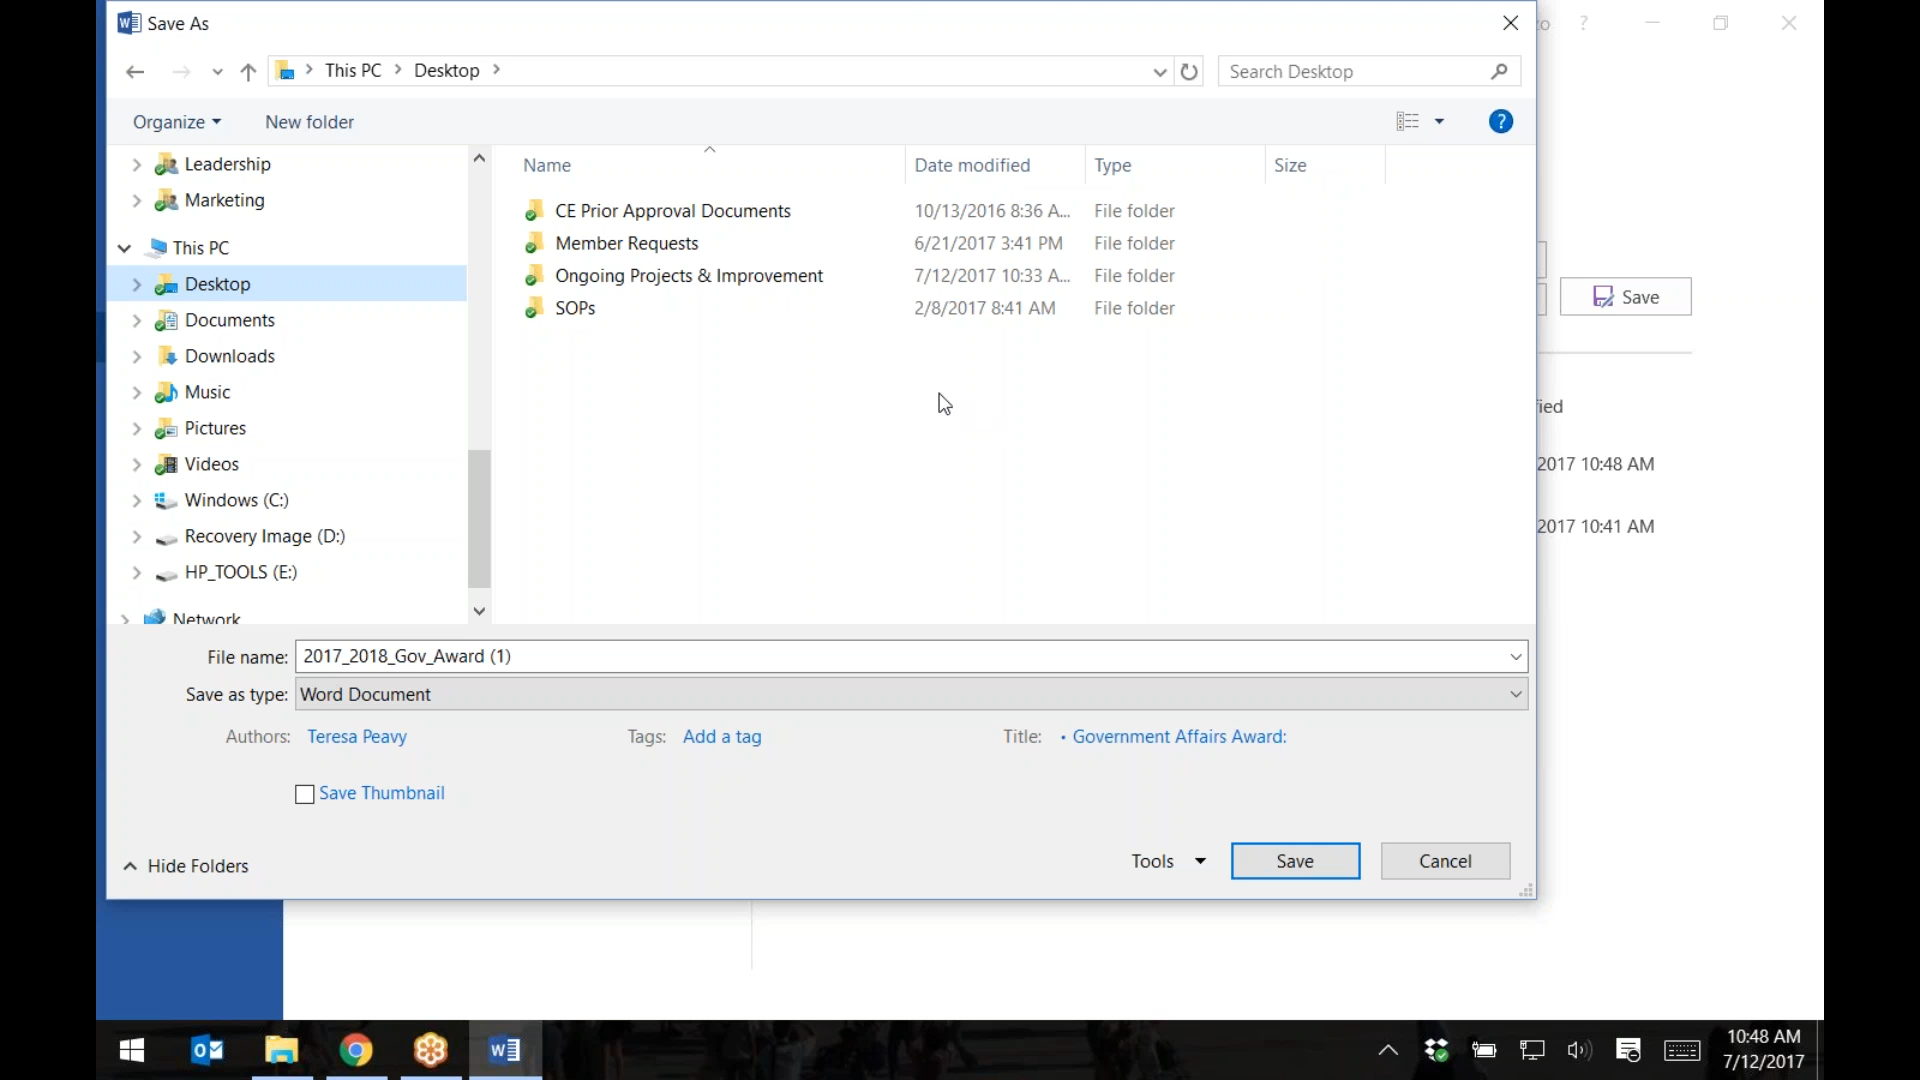 Save As
This PC > Desktop >
Search Desktop
Organize
New folder
?
Leadership
Marketing
This PC
Desktop
Documents
Downloads
Music
Pictures
Videos
Windows (C:)
Recovery Image (D:)
HP_TOOLS (E:)
Network
Name Date modified Type Size
CE Prior Approval Documents 10/13/2016 8:36 A... File folder
Member Requests 6/21/2017 3:41 PM File folder
Ongoing Projects & Improvement 7/12/2017 10:33 A... File folder
SOPs 2/8/2017 8:41 AM File folder
File name: 2017_2018_Gov_Award (1)
Save as type: Word Document
Authors: Teresa Peavy Tags: Add a tag Title: • Government Affairs Award:
Save Thumbnail
Hide Folders
Tools Save Cancel
?
Save
2017 10:48 AM
2017 10:41 AM
10:48 AM
7/12/2017